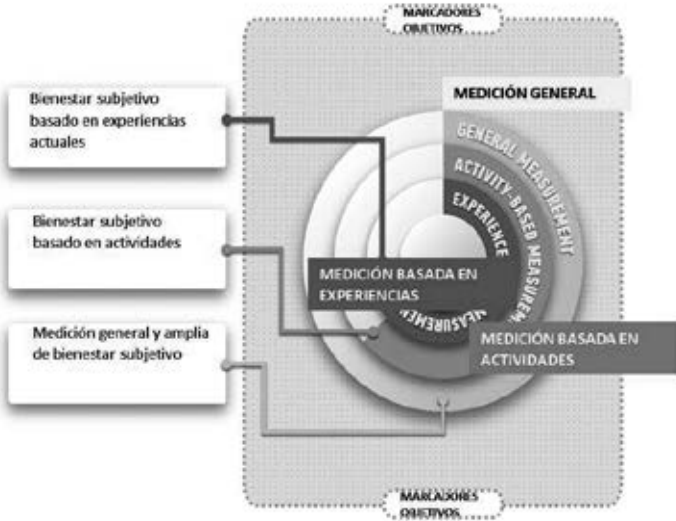 MARCADORES
OBJETIVOS
MEDICIÓN GENERAL
Bienestar subjetivo
basado en experiencias
actuales
GENERAL MEASUREMENT
ACTIVITY-BASED MEASUREM
EXPERIENCE
MEASUREMEN
Bienestar subjetivo
basado en actividades
MEDICIÓN BASADA EN
EXPERIENCIAS
Medición general y amplia
de bienestar subjetivo
MEDICIÓN BASADA EN
ACTIVIDADES
MARCADORES
OBJETIVOS